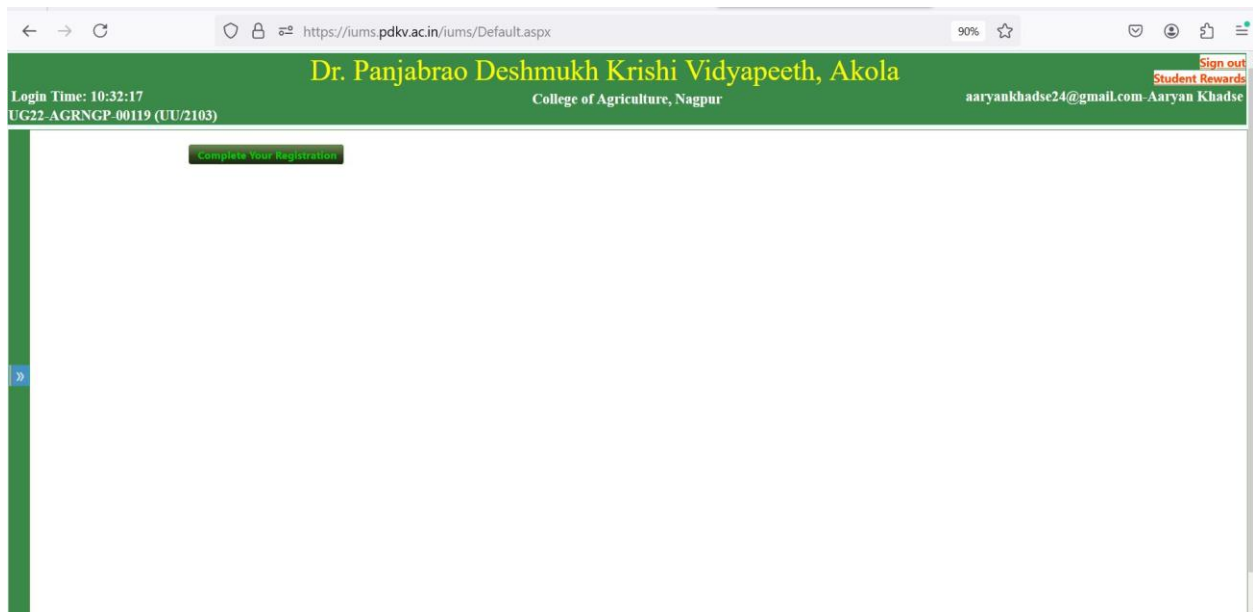 https://iums.pdkv.ac.in/iums/Default.aspx
90%
Dr. Panjabrao Deshmukh Krishi Vidyapeeth, Akola
Sign out
Student Rewards
Login Time: 10:32:17
College of Agriculture, Nagpur
aaryankhadse24@gmail.com-Aaryan Khadse
UG22-AGRNGP-00119 (UU/2103)
Complete Your Registration